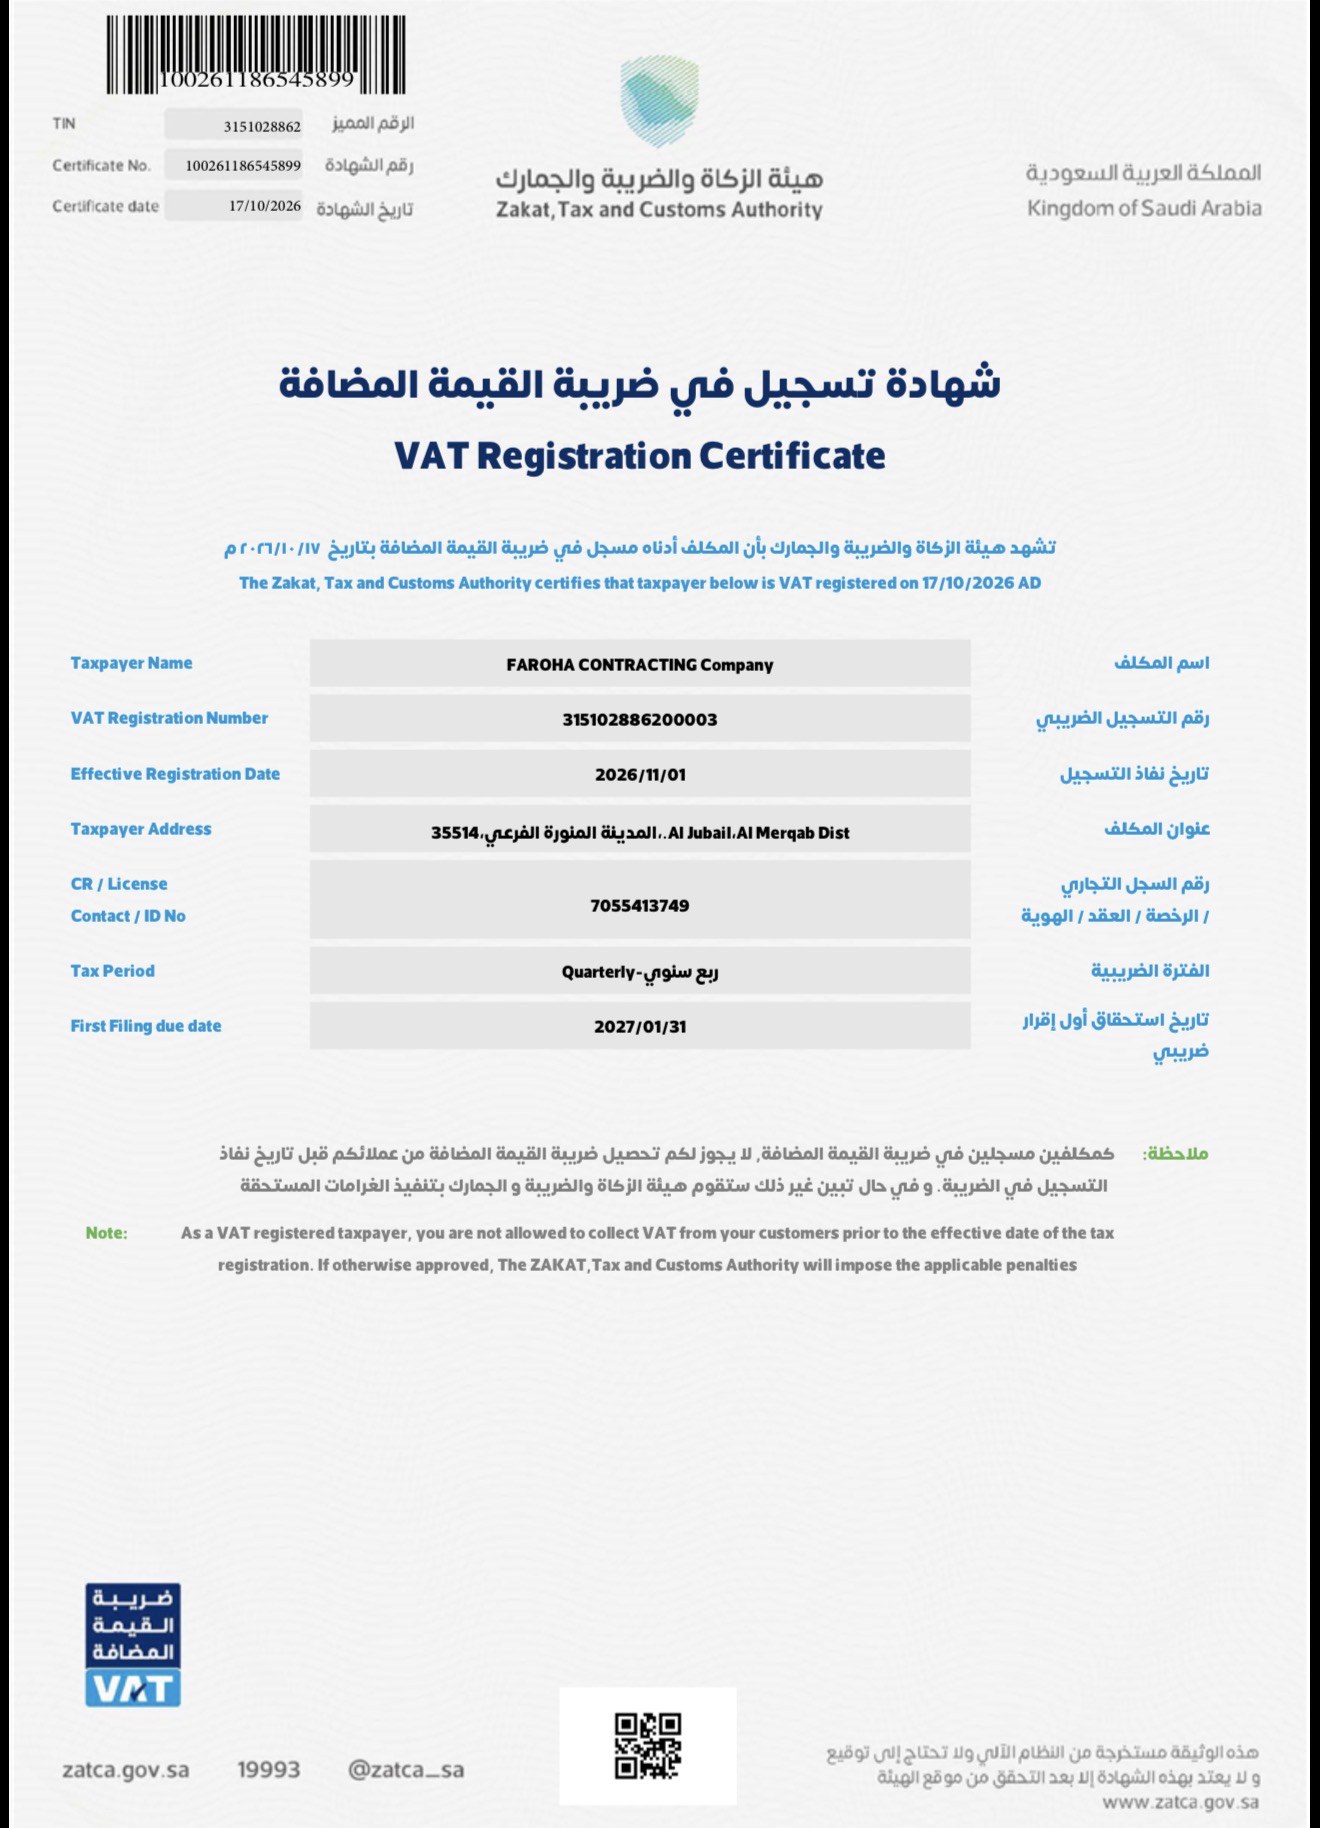 100261186545899
TIN 3151028862 الرقم المميز
Certificate No. 100261186545899 رقم الشهادة
Certificate date 17/10/2026 تاريخ الشهادة
هيئة الزكاة والضريبة والجمارك
Zakat, Tax and Customs Authority
المملكة العربية السعودية
Kingdom of Saudi Arabia
شهادة تسجيل في ضريبة القيمة المضافة
VAT Registration Certificate
تشهد هيئة الزكاة والضريبة والجمارك بأن المكلف أدناه مسجل في ضريبة القيمة المضافة بتاريخ ٢٠٢٦/١٠/١٧ م
The Zakat, Tax and Customs Authority certifies that taxpayer below is VAT registered on 17/10/2026 AD
Taxpayer Name FAROHA CONTRACTING Company اسم المكلف
VAT Registration Number 315102886200003 رقم التسجيل الضريبي
Effective Registration Date 2026/11/01 تاريخ نفاذ التسجيل
Taxpayer Address Al Jubail،Al Merqab Dist.،المدينة المنورة الفرعي،35514 عنوان المكلف
CR / License رقم السجل التجاري
7055413749
Contact / ID No / الرخصة / العقد / الهوية
Tax Period ربع سنوي-Quarterly الفترة الضريبية
First Filing due date 2027/01/31 تاريخ استحقاق أول إقرار
ضريبي
ملاحظة: كمكلفين مسجلين في ضريبة القيمة المضافة, لا يجوز لكم تحصيل ضريبة القيمة المضافة من عملائكم قبل تاريخ نفاذ
التسجيل في الضريبة. و في حال تبين غير ذلك ستقوم هيئة الزكاة والضريبة و الجمارك بتنفيذ الغرامات المستحقة
Note: As a VAT registered taxpayer, you are not allowed to collect VAT from your customers prior to the effective date of the tax
registration. If otherwise approved, The ZAKAT,Tax and Customs Authority will impose the applicable penalties
ضريبة
القيمة
المضافة
VAT
zatca.gov.sa 19993 @zatca_sa
هذه الوثيقة مستخرجة من النظام الآلي ولا تحتاج إلى توقيع
و لا يعتد بهذه الشهادة إلا بعد التحقق من موقع الهيئة
www.zatca.gov.sa